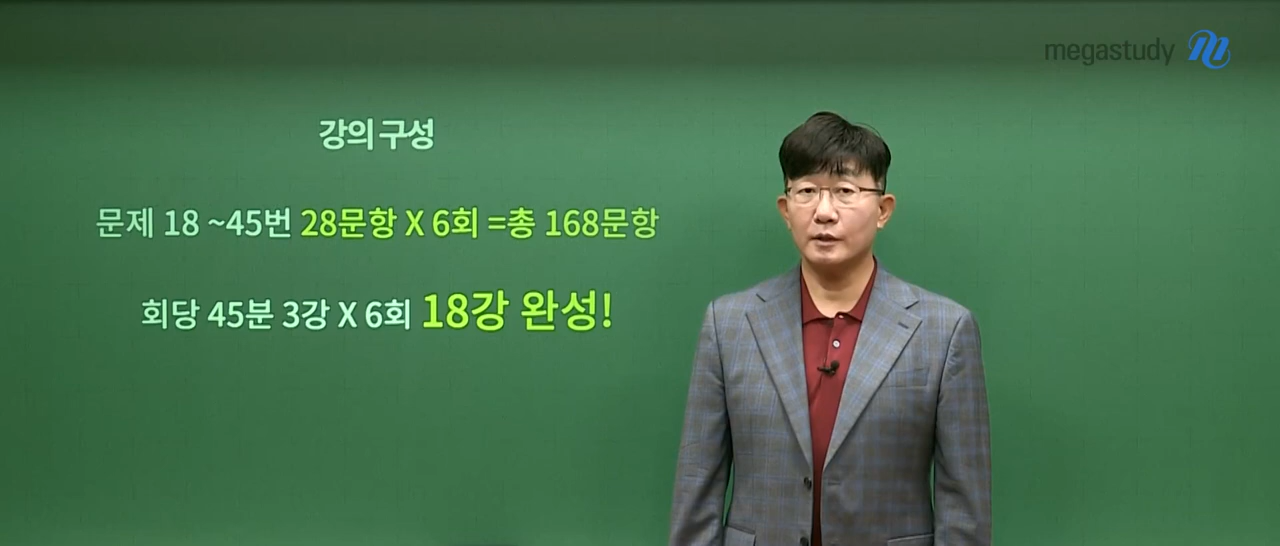 megastudy
강의 구성
문제 18 ~45번 28문항 X 6회 =총 168문항
회당 45분 3강 X 6회 18강 완성!